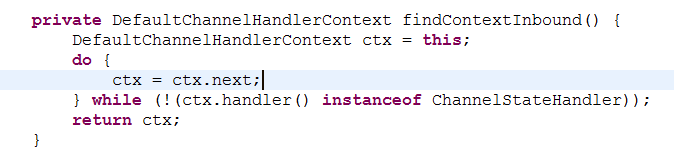 private DefaultChannelHandlerContext findContextInbound() {
    DefaultChannelHandlerContext ctx = this;
    do {
        ctx = ctx.next;
    } while (!(ctx.handler() instanceof ChannelStateHandler));
    return ctx;
}